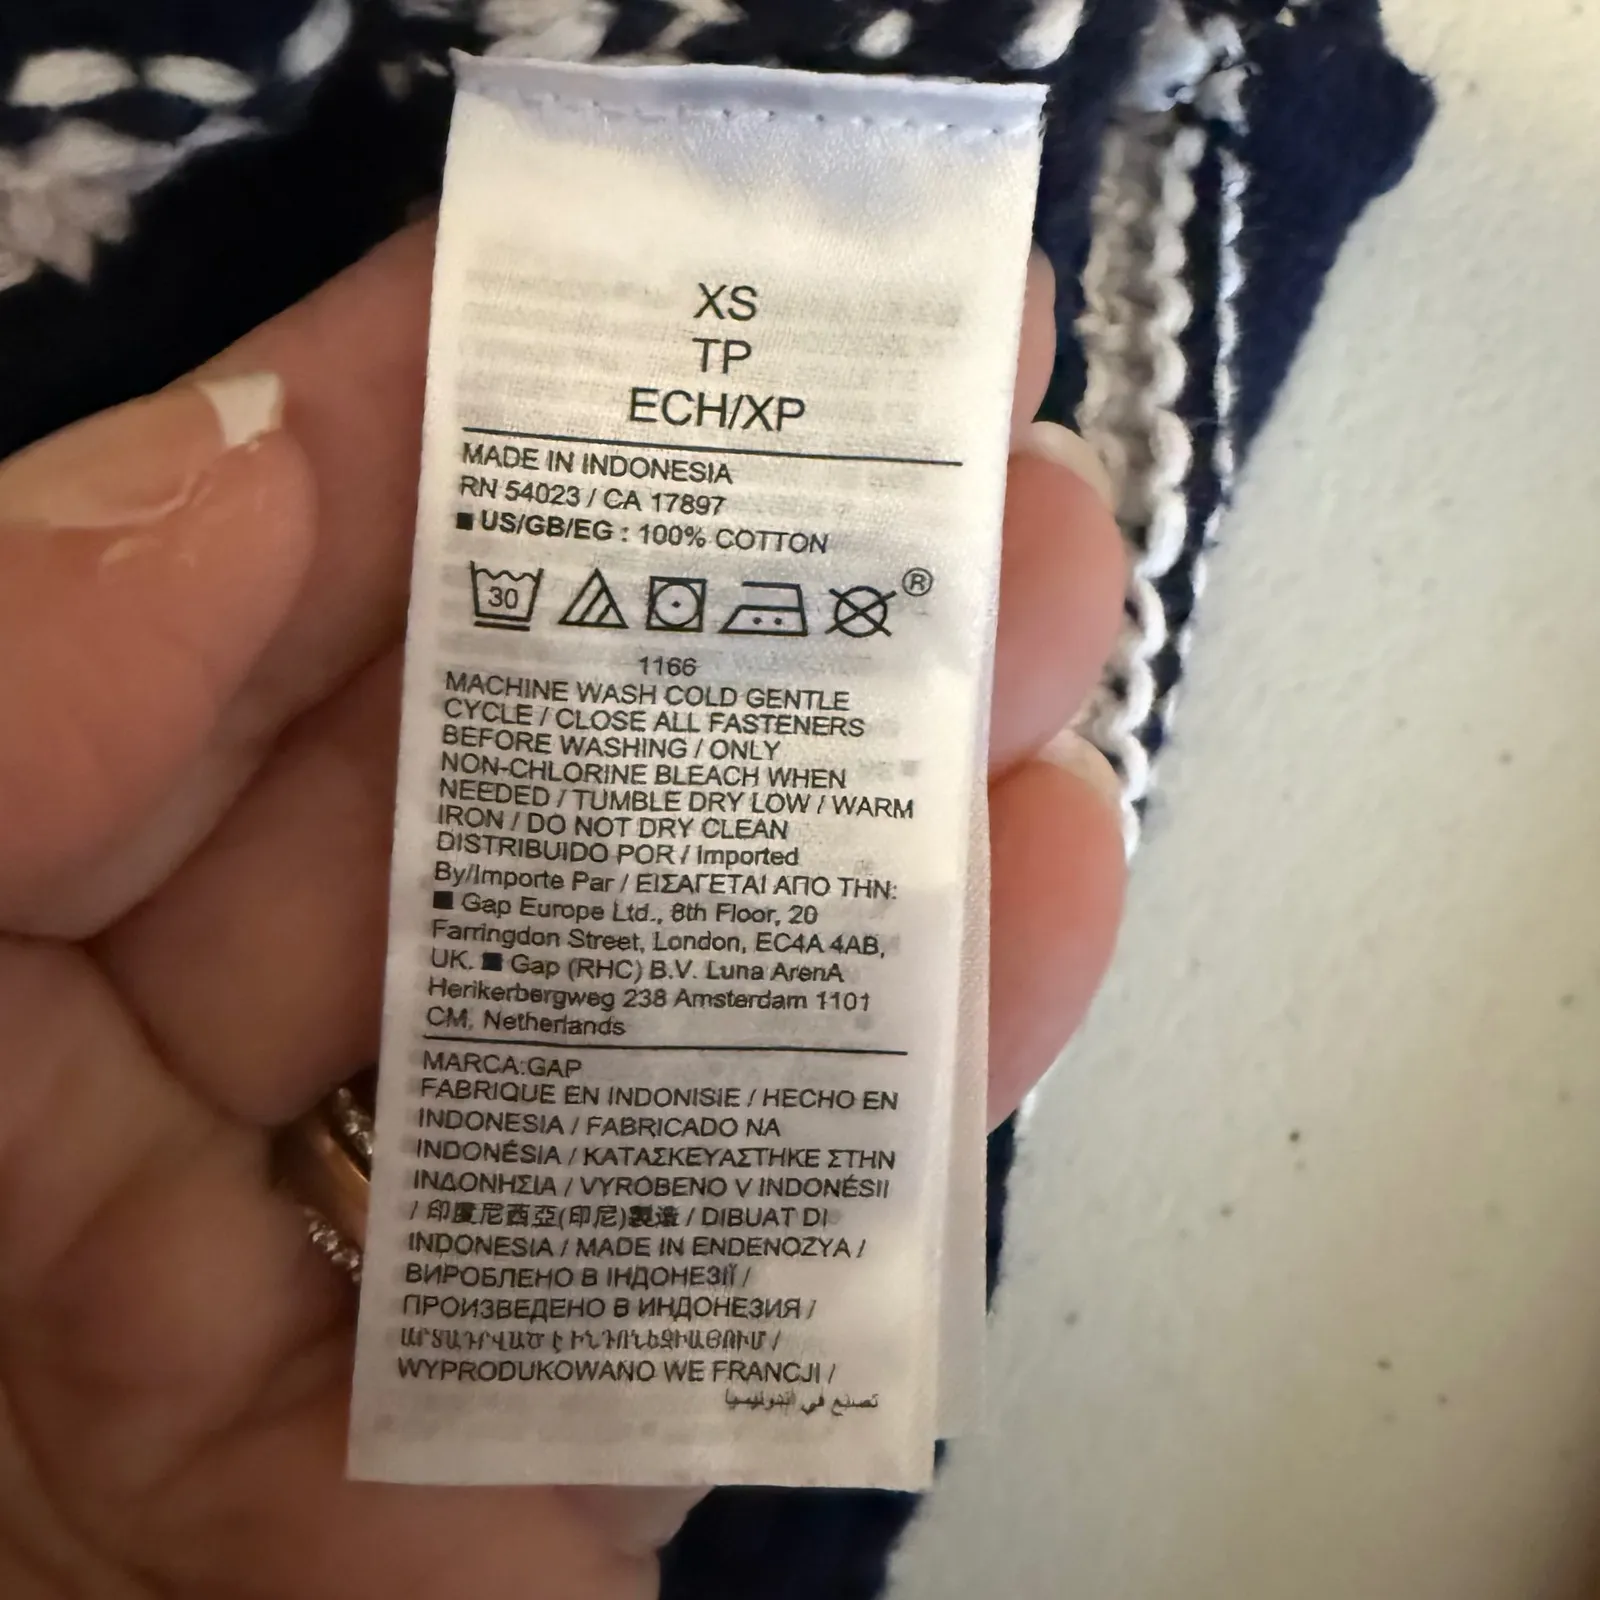 XS
TP
ECH/XP
MADE IN INDONESIA
RN 54023 / CA 17897
■ US/GB/EG : 100% COTTON
30
®
1166
MACHINE WASH COLD GENTLE
CYCLE / CLOSE ALL FASTENERS
BEFORE WASHING / ONLY
NON-CHLORINE BLEACH WHEN
NEEDED / TUMBLE DRY LOW / WARM
IRON / DO NOT DRY CLEAN
DISTRIBUIDO POR / Imported
By/Importe Par / ΕΙΣΑΓΕΤΑΙ ΑΠΟ ΤΗΝ:
■ Gap Europe Ltd., 8th Floor, 20
Farringdon Street, London, EC4A 4AB,
UK. ■ Gap (RHC) B.V. Luna ArenA
Herikerbergweg 238 Amsterdam 1101
CM, Netherlands
MARCA:GAP
FABRIQUE EN INDONISIE / HECHO EN
INDONESIA / FABRICADO NA
INDONÉSIA / ΚΑΤΑΣΚΕΥΑΣΤΗΚΕ ΣΤΗΝ
ΙΝΔΟΝΗΣΙΑ / VYROBENO V INDONÉSII
/ 印度尼西亞(印尼)製造 / DIBUAT DI
INDONESIA / MADE IN ENDENOZYA /
ВИРОБЛЕНО В ІНДОНЕЗІЇ /
ПРОИЗВЕДЕНО В ИНДОНЕЗИЯ /
ԱՐՏԱԴՐՎԱԾ Է ԻՆԴՈՆԵԶԻԱՅՈՒՄ /
WYPRODUKOWANO WE FRANCJI /
تصنيع في إندونيسيا